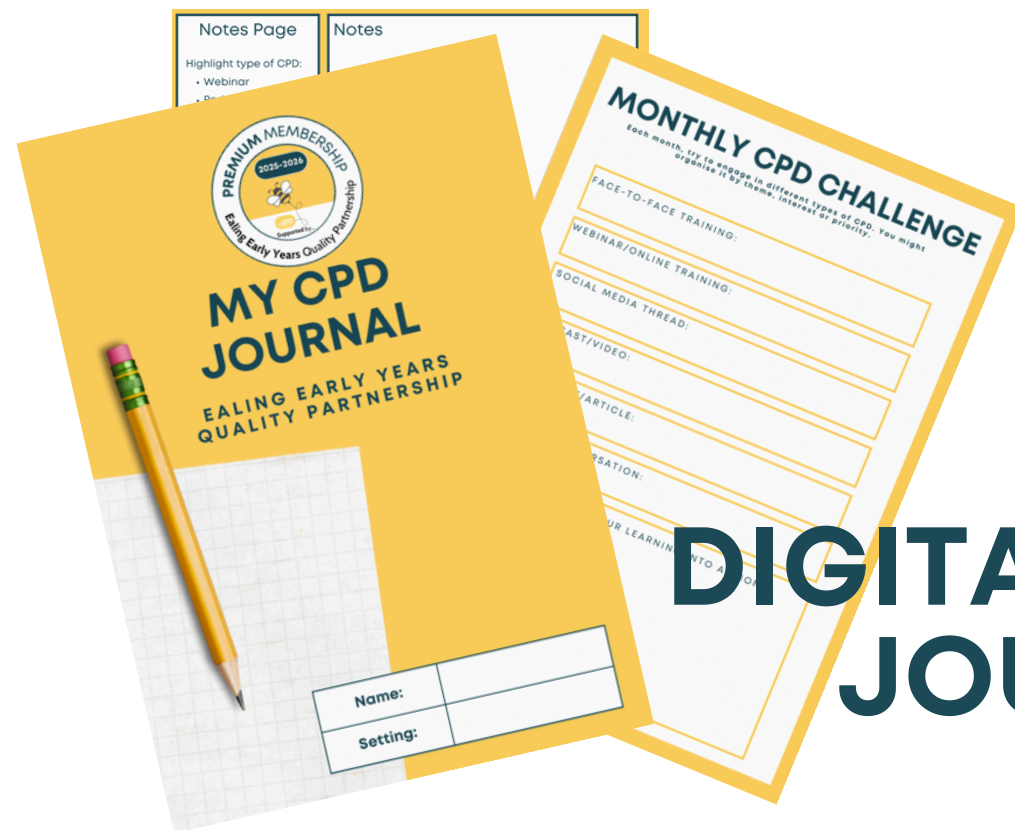 Notes Page
Highlight type of CPD:
• Webinar
Notes
PREMIUM MEMBERSHIP
2025-2026
Supported by
Ealing Early Years Quality Partnership
MY CPD
JOURNAL
EALING EARLY YEARS
QUALITY PARTNERSHIP
Name:
Setting:
MONTHLY CPD CHALLENGE
Each month, try to engage in different types of CPD. You might
organise it by theme, interest or priority.
FACE-TO-FACE TRAINING:
WEBINAR/ONLINE TRAINING:
SOCIAL MEDIA THREAD:
CAST/VIDEO:
/ARTICLE:
RSATION:
UR LEARNING INTO A
DIGITA
JOU